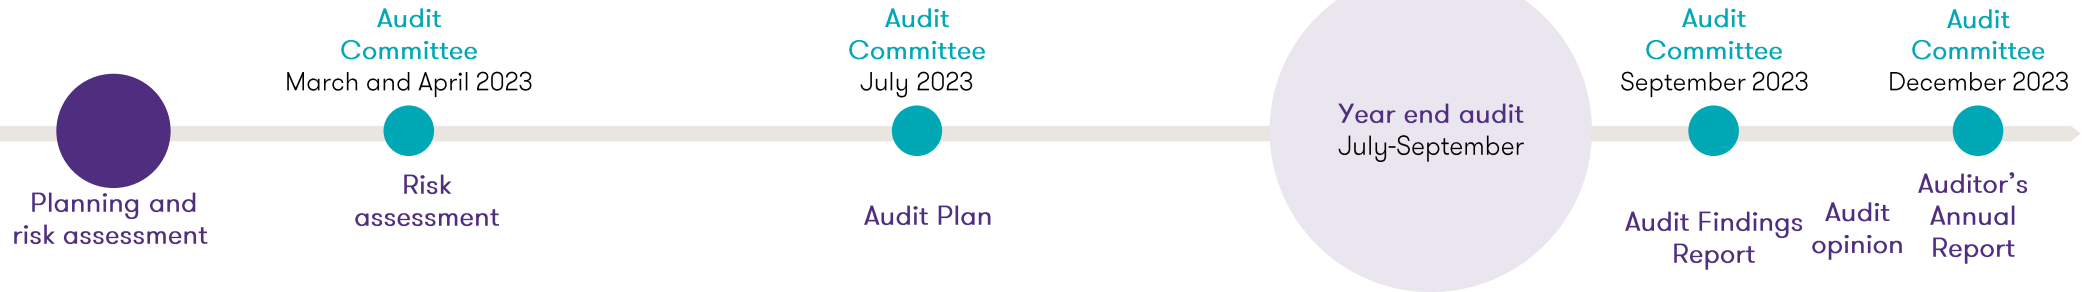 Planning and
risk assessment
Audit
Committee
March and April 2023
Risk
assessment
Audit
Committee
July 2023
Audit Plan
Year end audit
July-September
Audit
Committee
September 2023
Audit Findings
Report
Audit
opinion
Audit
Committee
December 2023
Auditor’s
Annual
Report